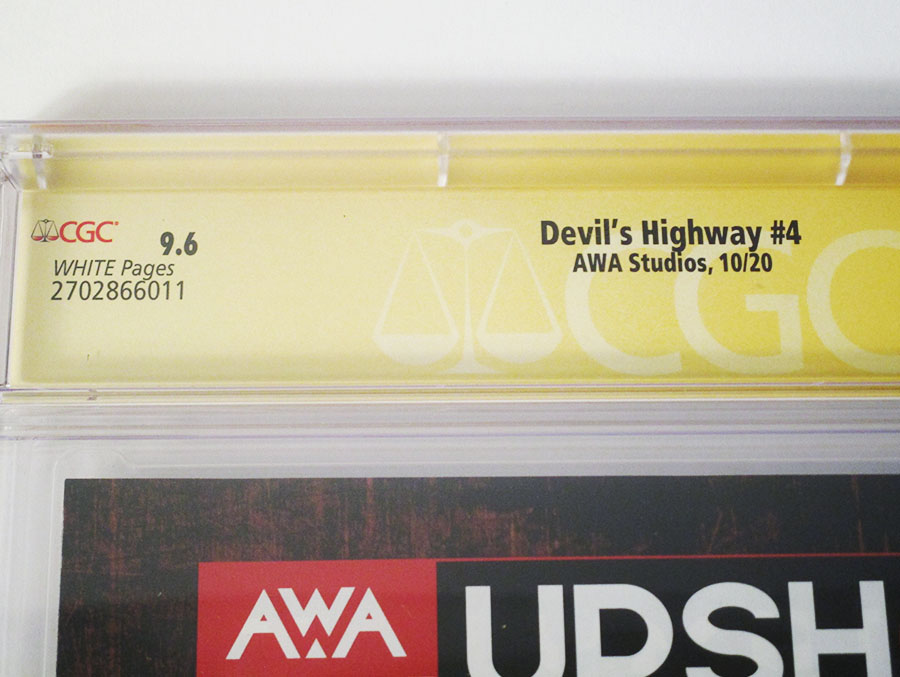 CGC
9.6
WHITE Pages
2702866011
Devil's Highway #4
AWA Studios, 10/20
CGC
AWA
UPSH